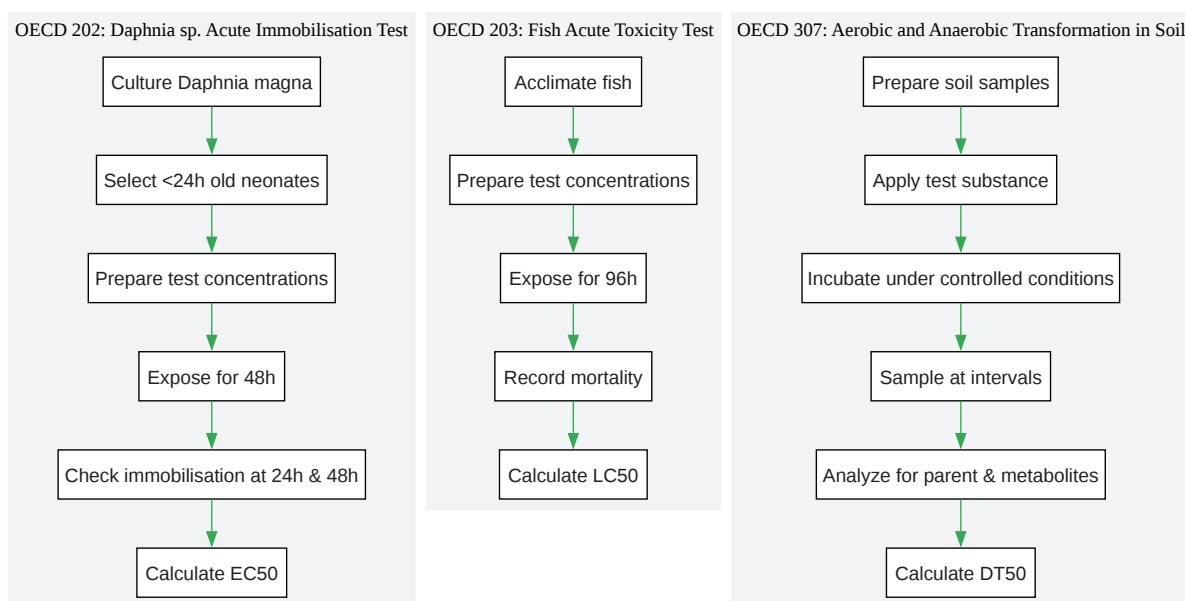 OECD 202: Daphnia sp. Acute Immobilisation Test
Culture Daphnia magna
Select <24h old neonates
Prepare test concentrations
Expose for 48h
Check immobilisation at 24h & 48h
Calculate EC50
OECD 203: Fish Acute Toxicity Test
Acclimate fish
Prepare test concentrations
Expose for 96h
Record mortality
Calculate LC50
OECD 307: Aerobic and Anaerobic Transformation in Soil
Prepare soil samples
Apply test substance
Incubate under controlled conditions
Sample at intervals
Analyze for parent & metabolites
Calculate DT50